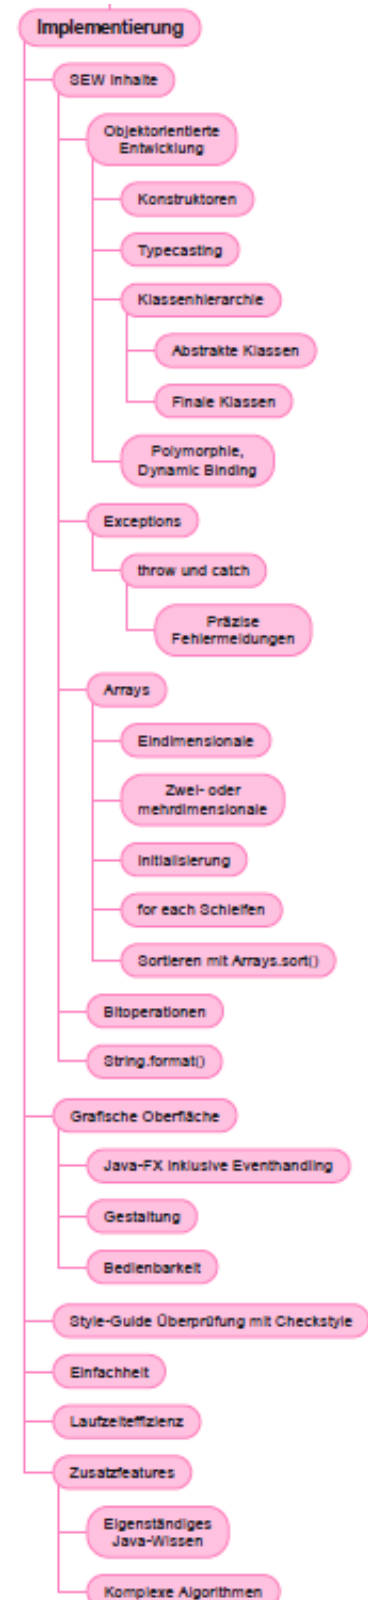 Implementierung
SEW Inhalte
Objektorientierte
Entwicklung
Konstruktoren
Typecasting
Klassenhierarchie
Abstrakte Klassen
Finale Klassen
Polymorphie,
Dynamic Binding
Exceptions
throw und catch
Präzise
Fehlermeldungen
Arrays
Eindimensionale
Zwei- oder
mehrdimensionale
Initialisierung
for each Schleifen
Sortieren mit Arrays.sort()
Bitoperationen
String.format()
Grafische Oberfläche
Java-FX inklusive Eventhandling
Gestaltung
Bedienbarkeit
Style-Guide Überprüfung mit Checkstyle
Einfachheit
Laufzeiteffizienz
Zusatzfeatures
Eigenständiges
Java-Wissen
Komplexe Algorithmen